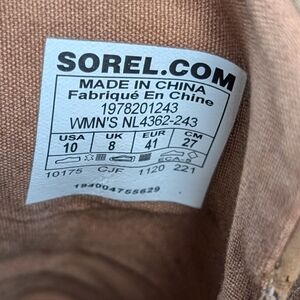 SOREL.COM
MADE IN CHINA
Fabriqué En Chine
1978201243
WMN'S NL4362-243
USA UK EUR CM
10 8 41 27
10175 CJF 1120 221
194004755629